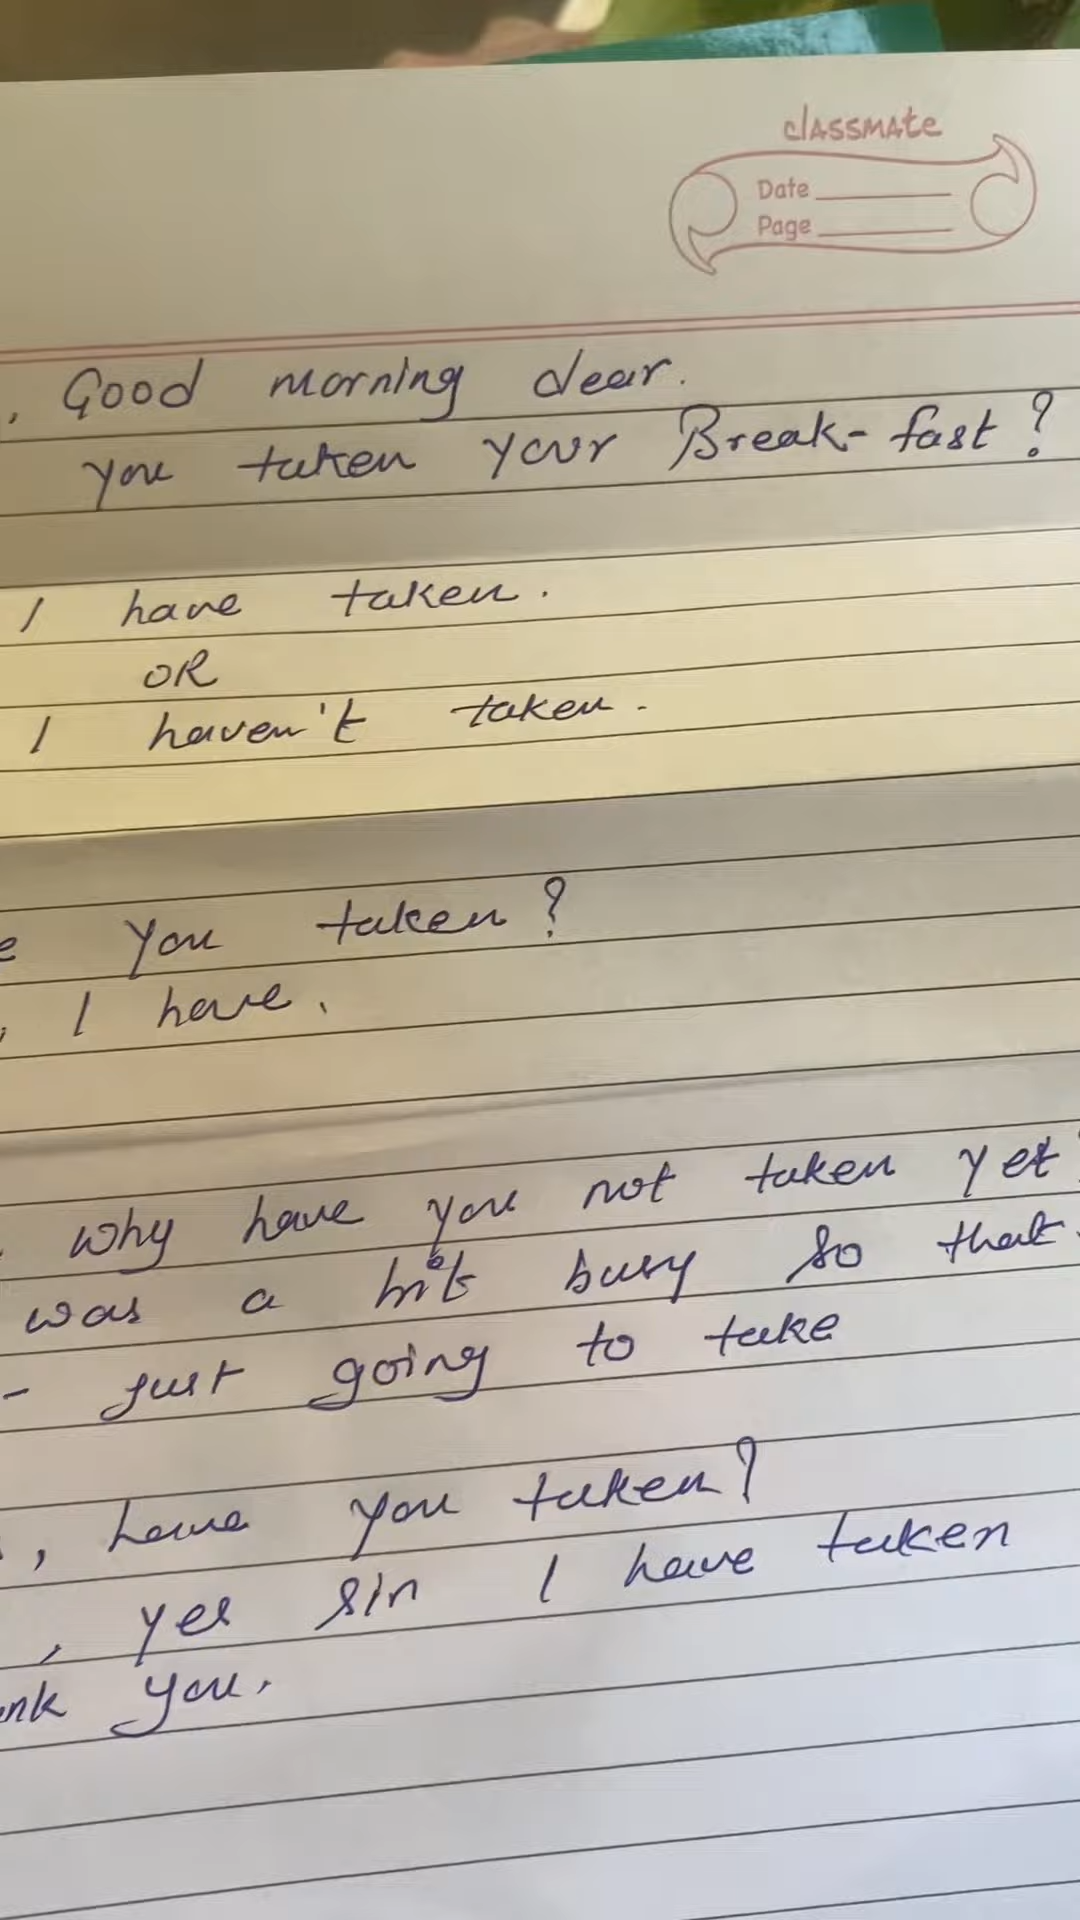 classmate
Date
Page
, Good morning dear.
you taken your Break-fast?
I have taken.
OR
I haven't taken.
e you taken?
, I have.
why have you not taken yet
was a bit busy so that
- just going to take
, have you taken?
, yes sir I have taken
ank you.